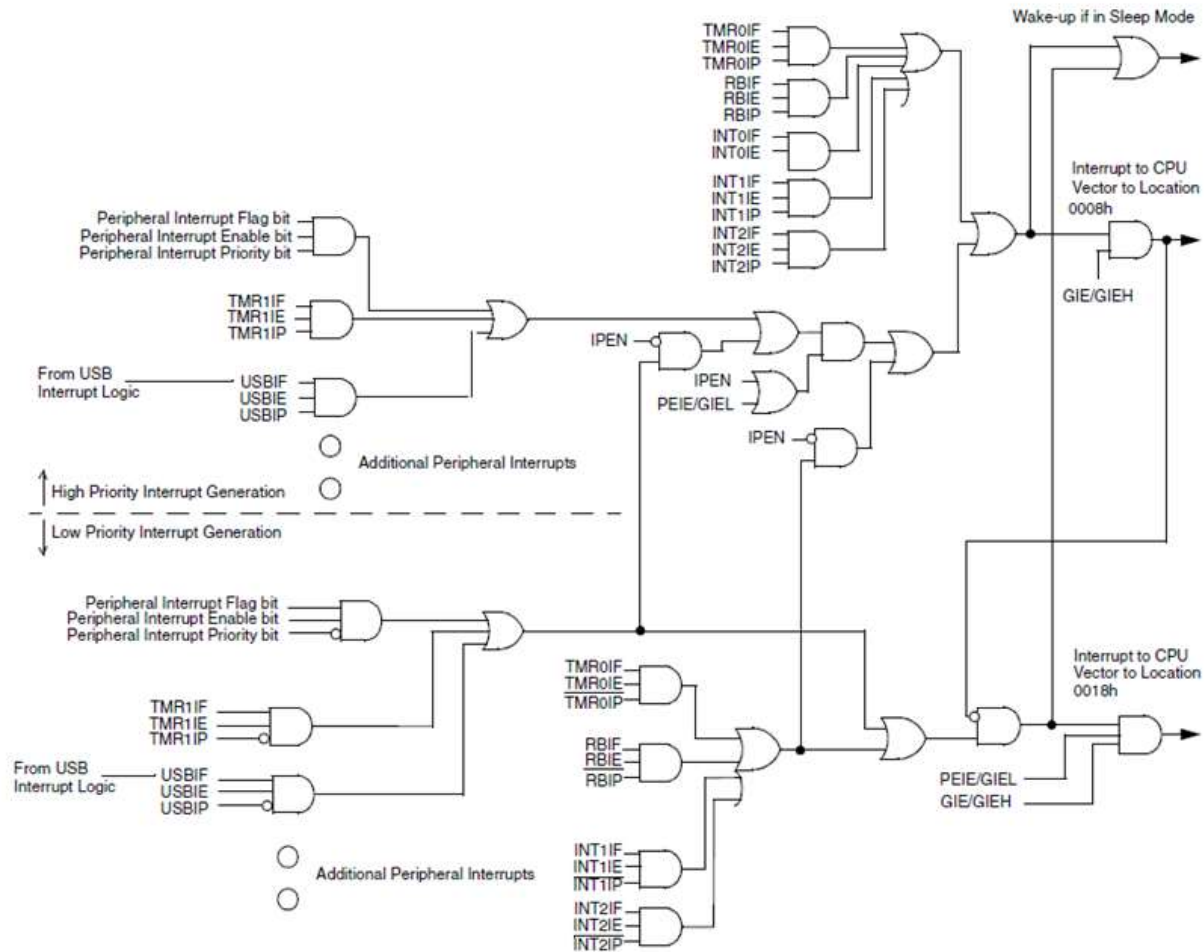 Wake-up if in Sleep Mode
TMR0IF
TMR0IE
TMR0IP
RBIF
RBIE
RBIP
INT0IF
INT0IE
INT1IF
INT1IE
INT1IP
INT2IF
INT2IE
INT2IP
Interrupt to CPU
Vector to Location
0008h
GIE/GIEH
Peripheral Interrupt Flag bit
Peripheral Interrupt Enable bit
Peripheral Interrupt Priority bit
TMR1IF
TMR1IE
TMR1IP
From USB
Interrupt Logic
USBIF
USBIE
USBIP
IPEN
IPEN
PEIE/GIEL
IPEN
Additional Peripheral Interrupts
High Priority Interrupt Generation
Low Priority Interrupt Generation
Peripheral Interrupt Flag bit
Peripheral Interrupt Enable bit
Peripheral Interrupt Priority bit
TMR1IF
TMR1IE
TMR1IP
From USB
Interrupt Logic
USBIF
USBIE
USBIP
Additional Peripheral Interrupts
TMR0IF
TMR0IE
TMR0IP
RBIF
RBIE
RBIP
INT1IF
INT1IE
INT1IP
INT2IF
INT2IE
INT2IP
Interrupt to CPU
Vector to Location
0018h
PEIE/GIEL
GIE/GIEH